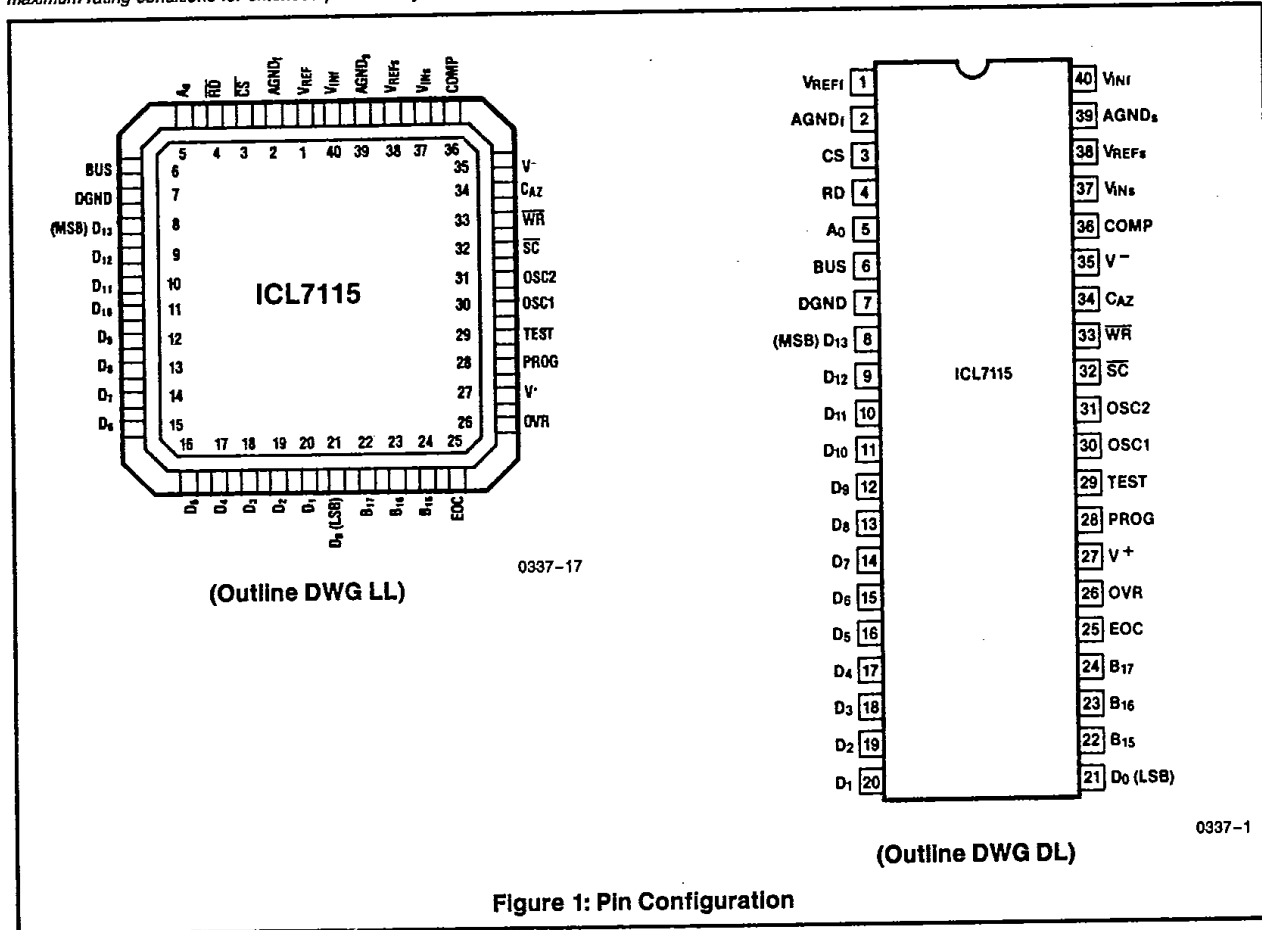 maximum rating conditions for
A₀ R̅D̅ C̅S̅ AGNDf VREF VINf AGNDs VREFs VINs COMP
5 4 3 2 1 40 39 38 37 36
BUS 6
DGND 7
(MSB) D₁₃ 8
D₁₂ 9
D₁₁ 10
D₁₀ 11
D₉ 12
D₈ 13
D₇ 14
D₆ 15
ICL7115
35 V⁻
34 CAZ
33 W̅R̅
32 S̅C̅
31 OSC2
30 OSC1
29 TEST
28 PROG
27 V⁺
26 OVR
16 17 18 19 20 21 22 23 24 25
D₅ D₄ D₃ D₂ D₁ D₀ (LSB) B₁₇ B₁₆ B₁₅ EOC
0337–17
(Outline DWG LL)
VREFf 1
AGNDf 2
CS 3
RD 4
A₀ 5
BUS 6
DGND 7
(MSB) D₁₃ 8
D₁₂ 9
D₁₁ 10
D₁₀ 11
D₉ 12
D₈ 13
D₇ 14
D₆ 15
D₅ 16
D₄ 17
D₃ 18
D₂ 19
D₁ 20
ICL7115
40 VINf
39 AGNDs
38 VREFs
37 VINs
36 COMP
35 V⁻
34 CAZ
33 W̅R̅
32 S̅C̅
31 OSC2
30 OSC1
29 TEST
28 PROG
27 V⁺
26 OVR
25 EOC
24 B₁₇
23 B₁₆
22 B₁₅
21 D₀ (LSB)
0337–1
(Outline DWG DL)
Figure 1: Pin Configuration